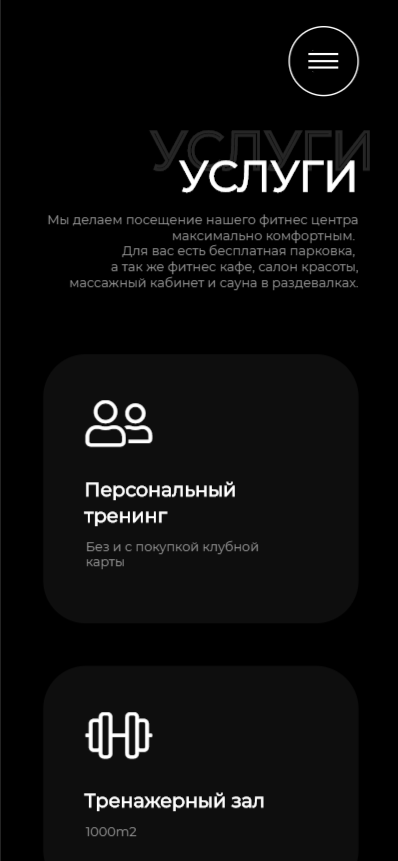 УСЛУГИ
УСЛУГИ
Мы делаем посещение нашего фитнес центра
максимально комфортным.
Для вас есть бесплатная парковка,
а так же фитнес кафе, салон красоты,
массажный кабинет и сауна в раздевалках.
Персональный
тренинг
Без и с покупкой клубной
карты
Тренажерный зал
1000m2